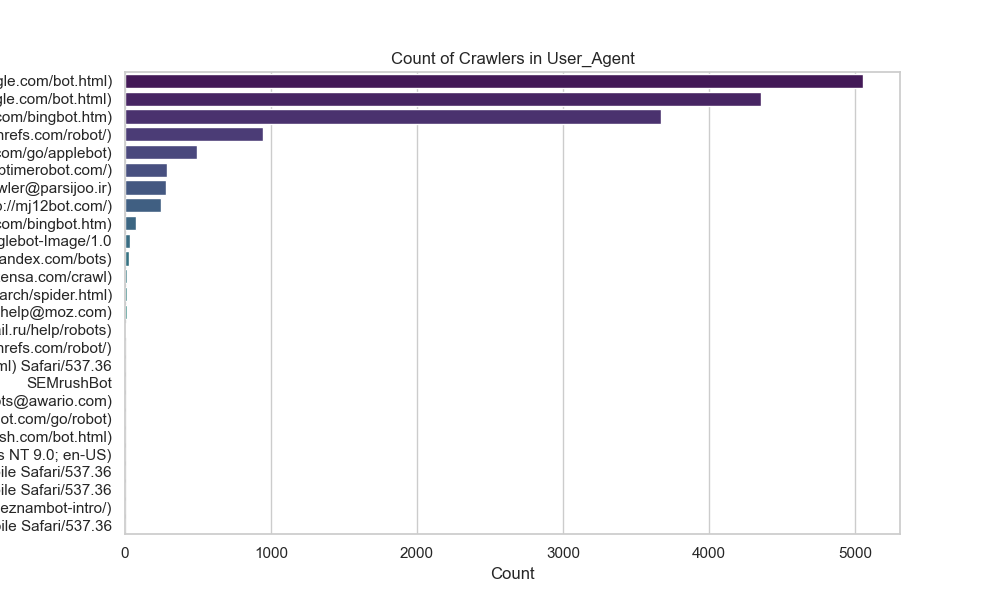 Count of Crawlers in User_Agent
gle.com/bot.html)
gle.com/bot.html)
com/bingbot.htm)
hrefs.com/robot/)
com/go/applebot)
ptimerobot.com/)
wler@parsijoo.ir)
p://mj12bot.com/)
com/bingbot.htm)
glebot-Image/1.0
andex.com/bots)
ensa.com/crawl)
arch/spider.html)
help@moz.com)
il.ru/help/robots)
hrefs.com/robot/)
ml) Safari/537.36
SEMrushBot
ots@awario.com)
ot.com/go/robot)
sh.com/bot.html)
s NT 9.0; en-US)
ile Safari/537.36
ile Safari/537.36
eznambot-intro/)
ile Safari/537.36
0 1000 2000 3000 4000 5000
Count